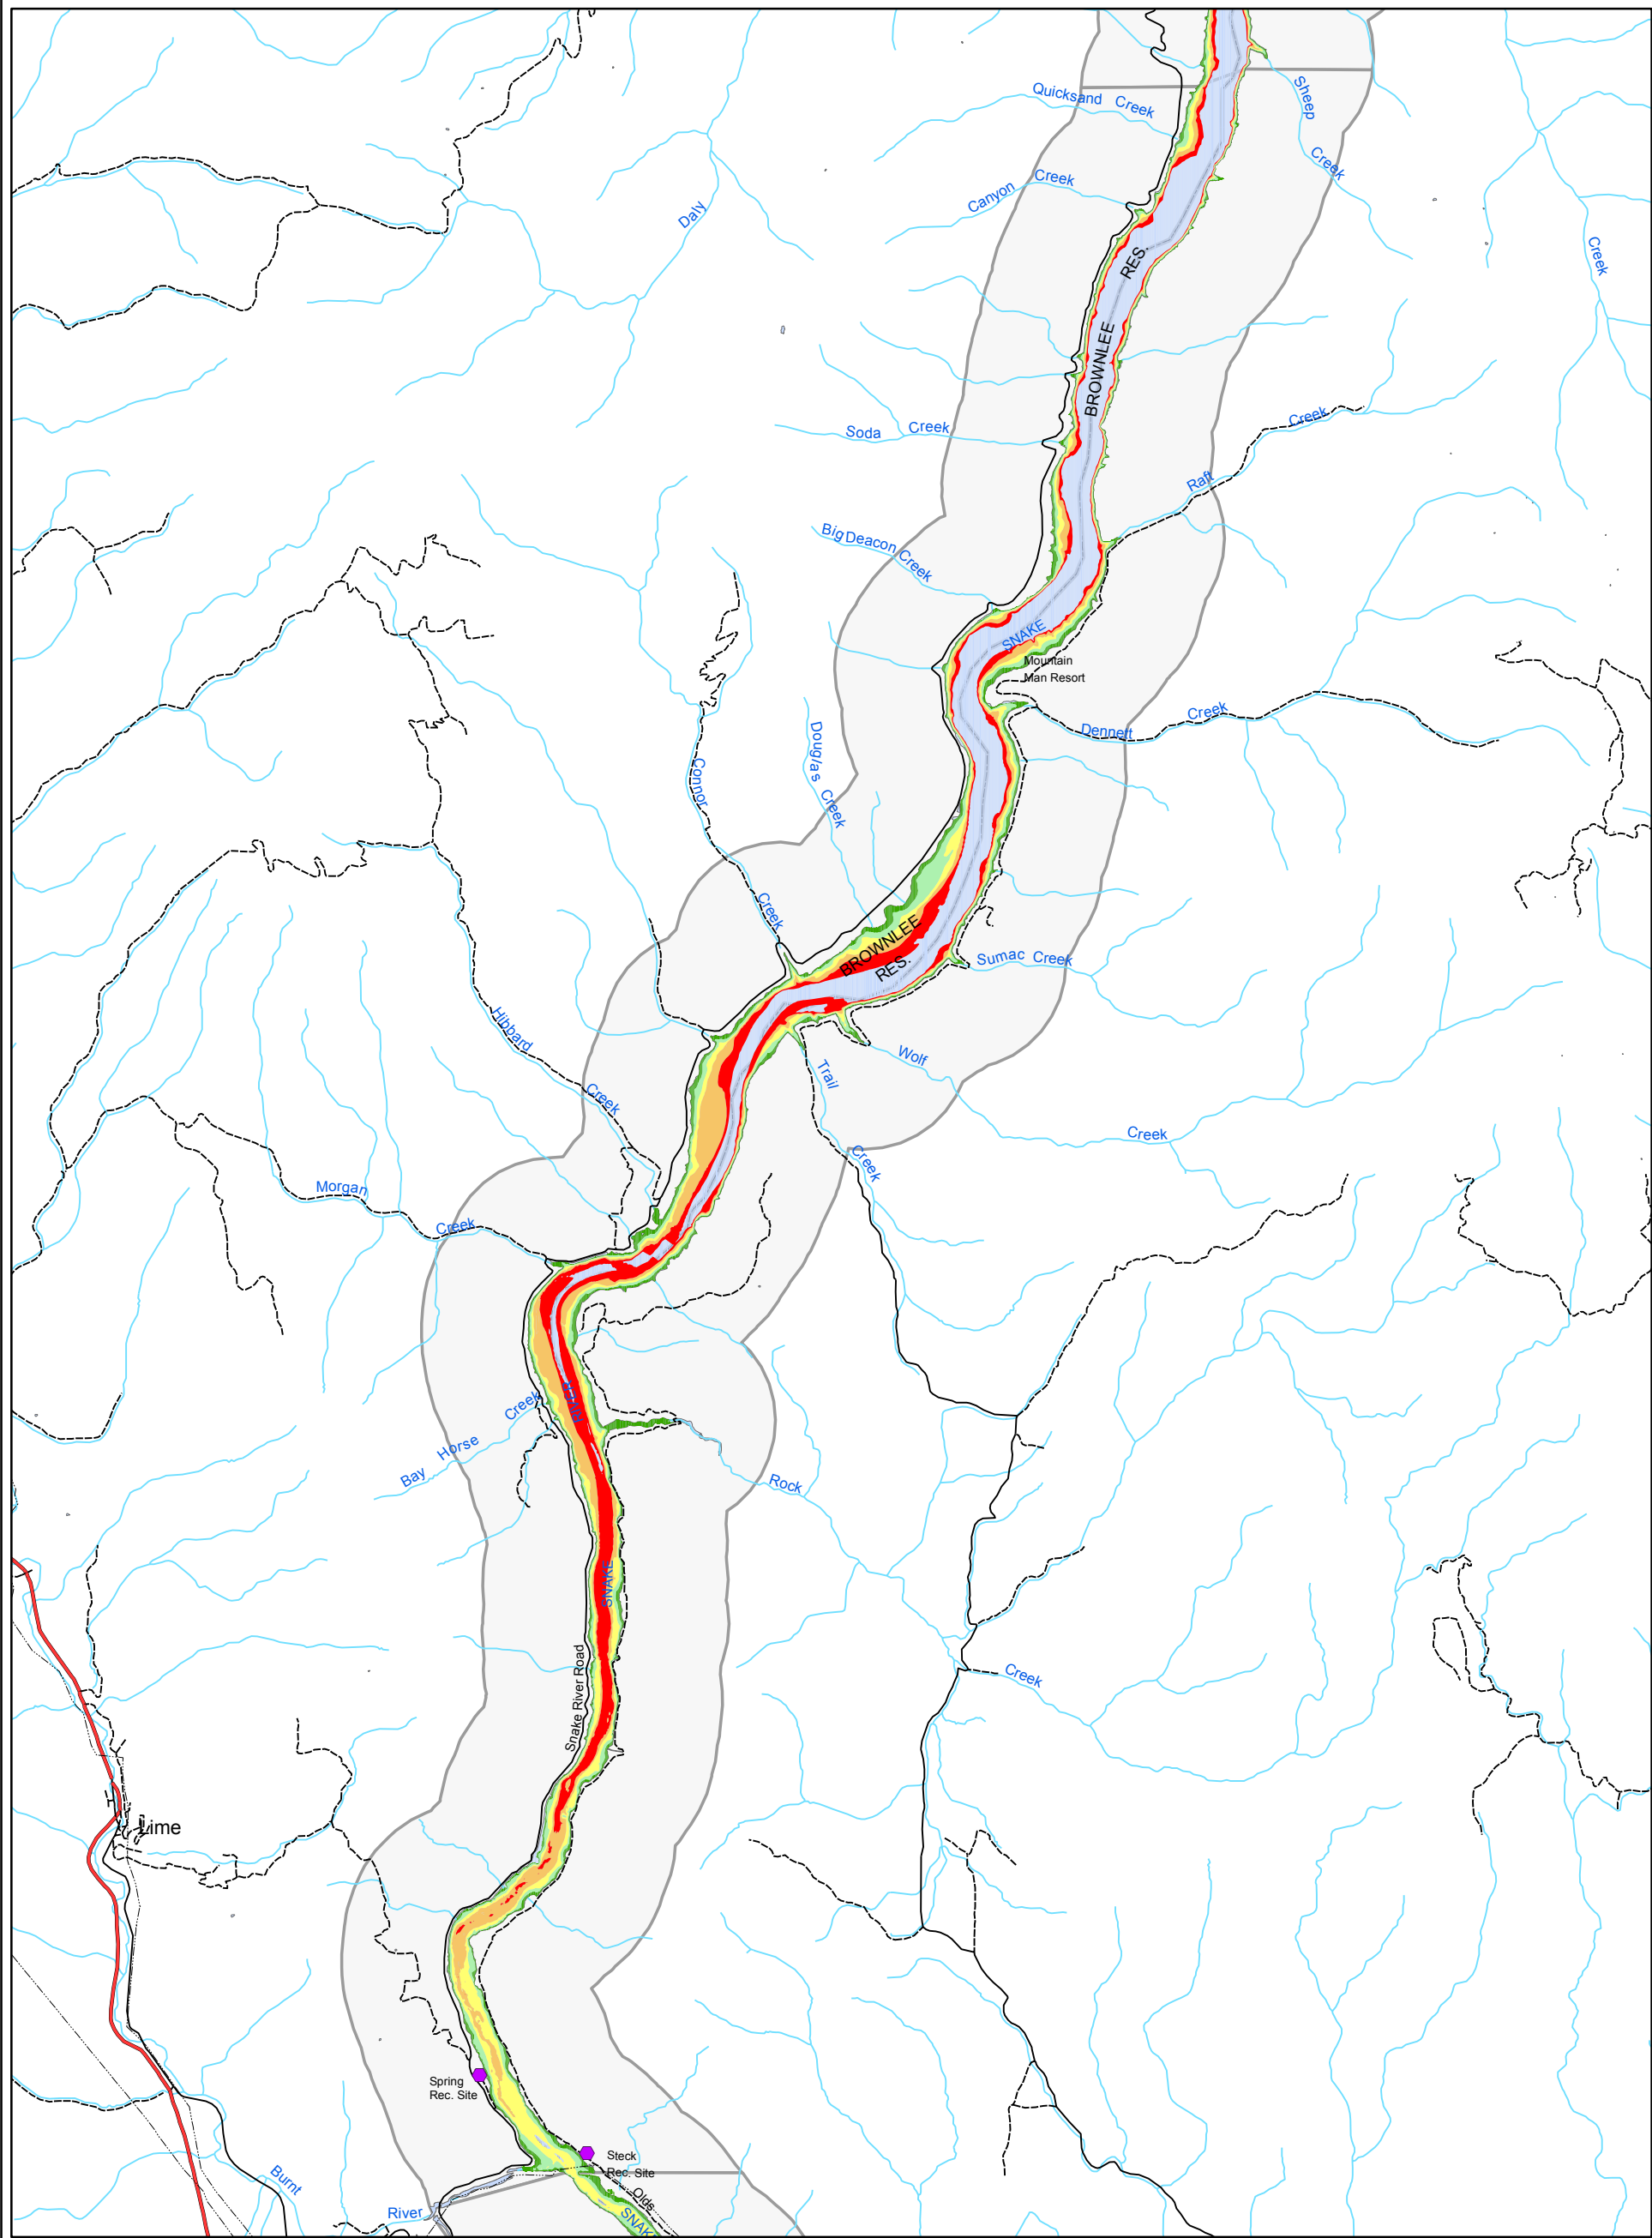 Quicksand Creek
Sheep
Creek
Canyon Creek
Daly
Creek
BROWNLEE RES.
Soda Creek
Raft Creek
Big Deacon Creek
SNAKE
Mountain
Man Resort
Dennett Creek
Douglas Creek
Connor
Creek
BROWNLEE
RES.
Sumac Creek
Hibbard
Creek
Wolf
Creek
Trail
Creek
Morgan
Creek
Bay Horse Creek
Rock
Creek
SNAKE
Snake River Road
Lime
Spring
Rec. Site
Steck
Rec. Site
Olds
SNAKE
Burnt
River